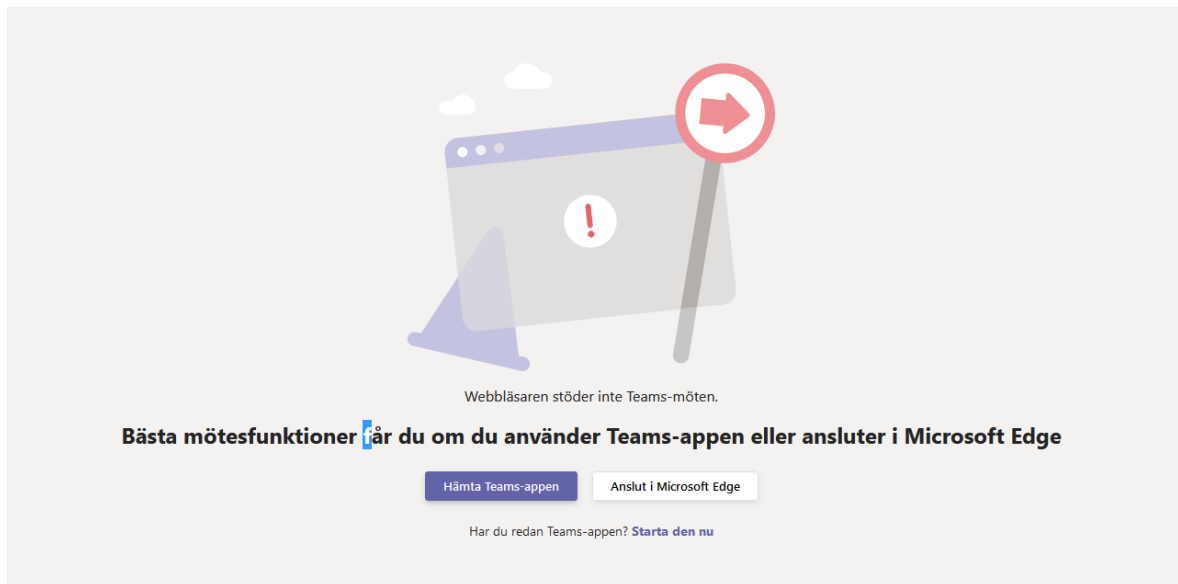 Webbläsaren stöder inte Teams-möten.
Bästa mötesfunktioner får du om du använder Teams-appen eller ansluter i Microsoft Edge
Hämta Teams-appen
Anslut i Microsoft Edge
Har du redan Teams-appen? Starta den nu